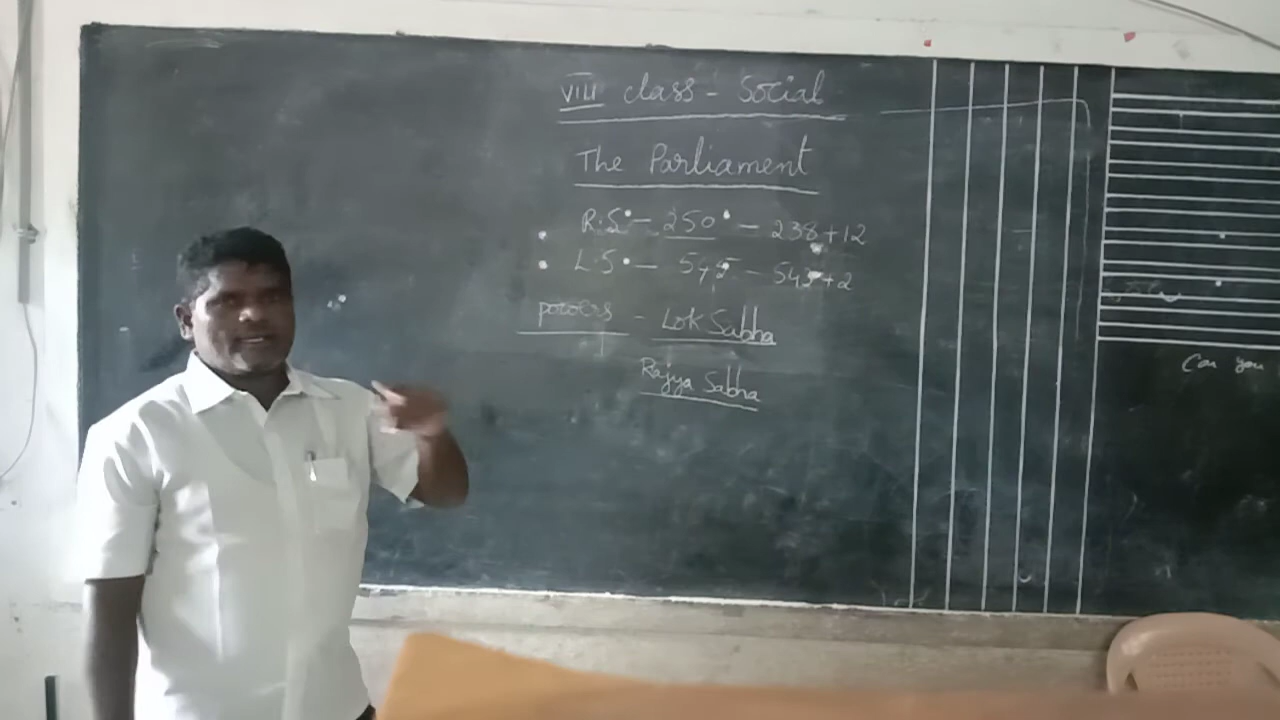 VIII class - Social
The Parliament
• R.S • - 250 • - 238+12
• L.S • - 545 - 543+2
powers - Lok Sabha
Rajya Sabha
Can you